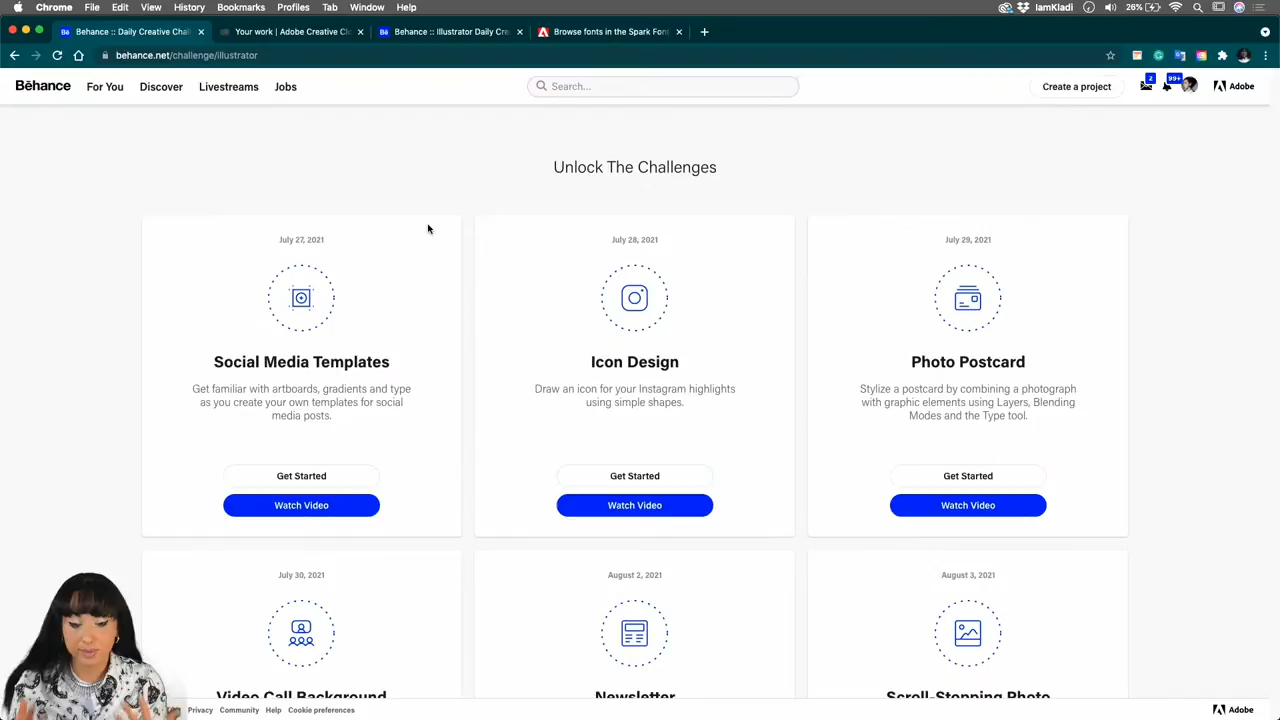 Chrome File Edit View History Bookmarks Profiles Tab Window Help
IamKladi
26%
Behance :: Daily Creative Chal
Your work | Adobe Creative Cl
Behance :: Illustrator Daily Cre
Browse fonts in the Spark Font
behance.net/challenge/illustrator
Bēhance For You Discover Livestreams Jobs
Search...
Create a project
2
99+
Adobe
Unlock The Challenges
July 27, 2021
Social Media Templates
Get familiar with artboards, gradients and type
as you create your own templates for social
media posts.
Get Started
Watch Video
July 28, 2021
Icon Design
Draw an icon for your Instagram highlights
using simple shapes.
Get Started
Watch Video
July 29, 2021
Photo Postcard
Stylize a postcard by combining a photograph
with graphic elements using Layers, Blending
Modes and the Type tool.
Get Started
Watch Video
July 30, 2021
Video Call Background
August 2, 2021
Newsletter
August 3, 2021
Scroll-Stopping Photo
Privacy Community Help Cookie preferences
Adobe